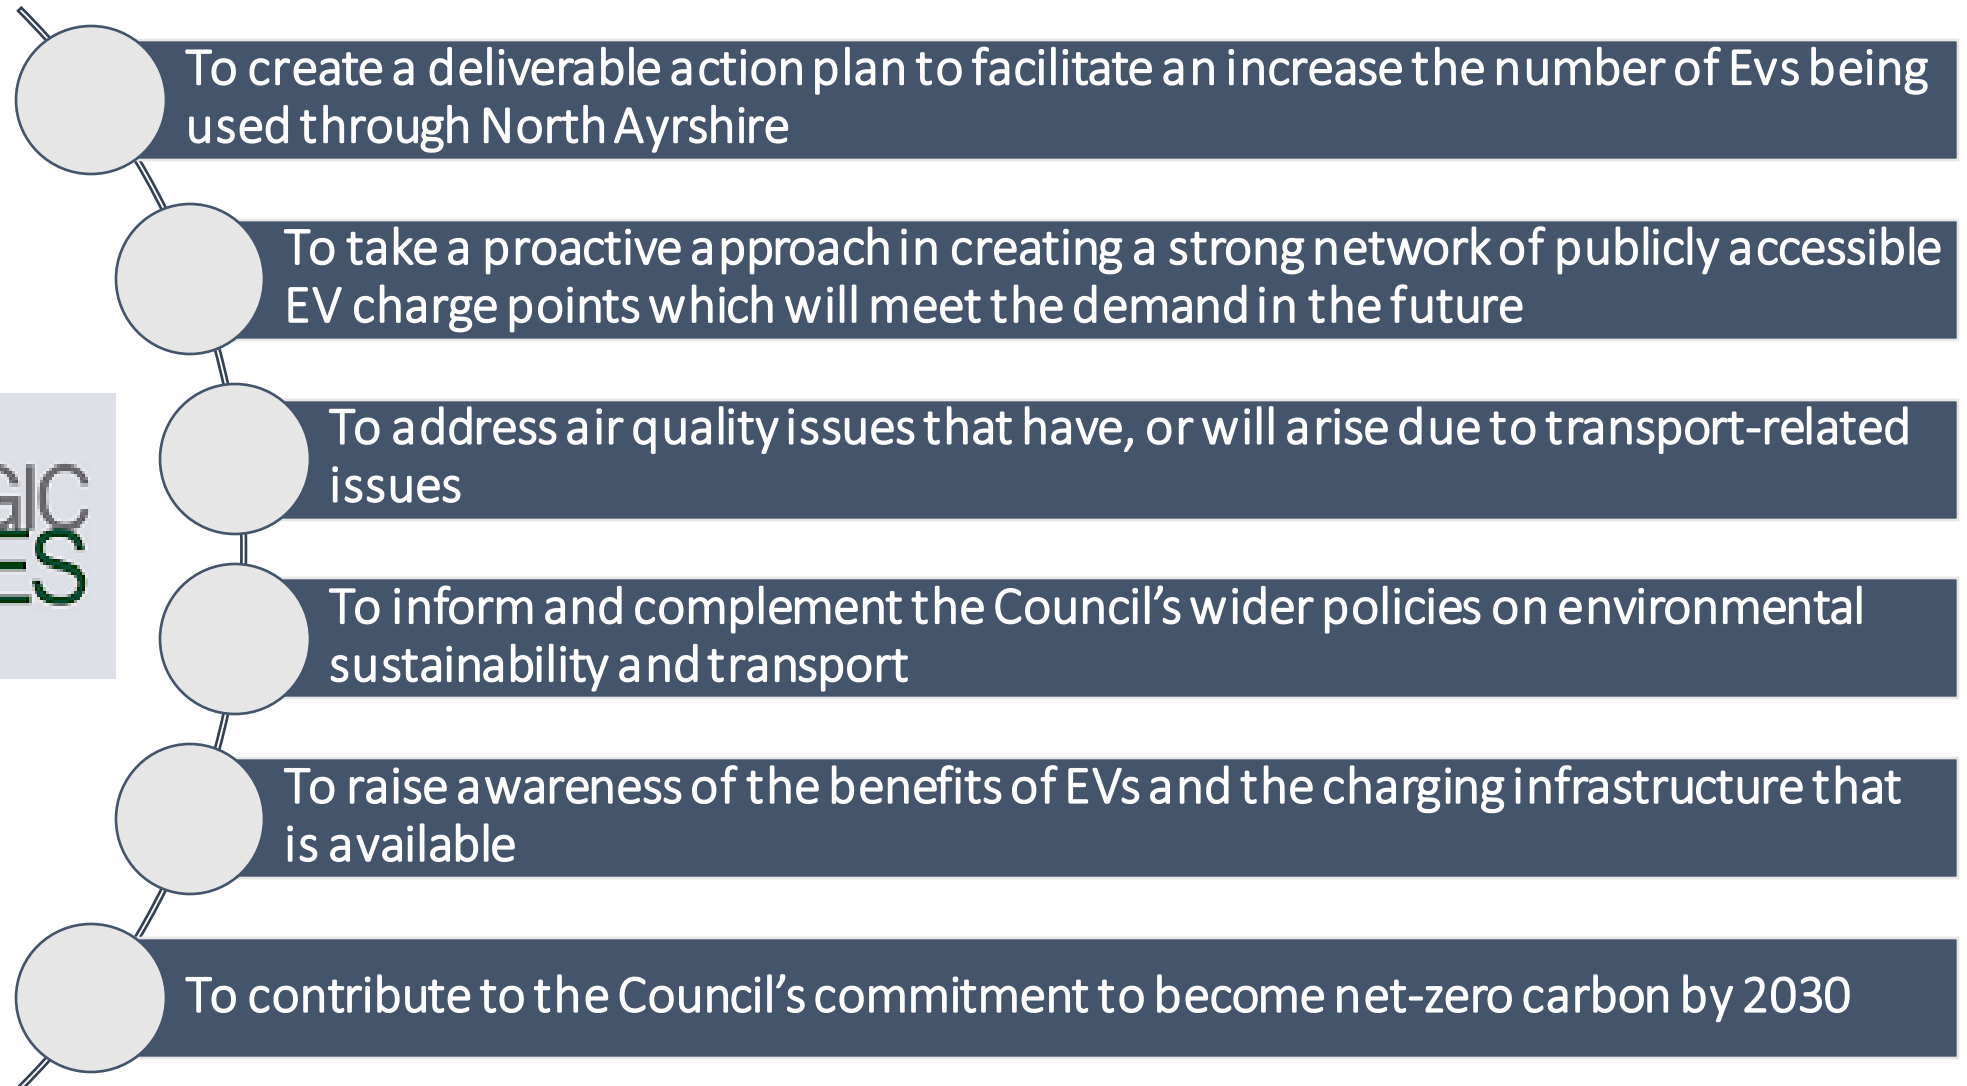 To create a deliverable action plan to facilitate an increase the number of Evs being
used through North Ayrshire
To take a proactive approach in creating a strong network of publicly accessible
EV charge points which will meet the demand in the future
To address air quality issues that have, or will arise due to transport-related
issues
To inform and complement the Council’s wider policies on environmental
sustainability and transport
To raise awareness of the benefits of EVs and the charging infrastructure that
is available
To contribute to the Council’s commitment to become net-zero carbon by 2030